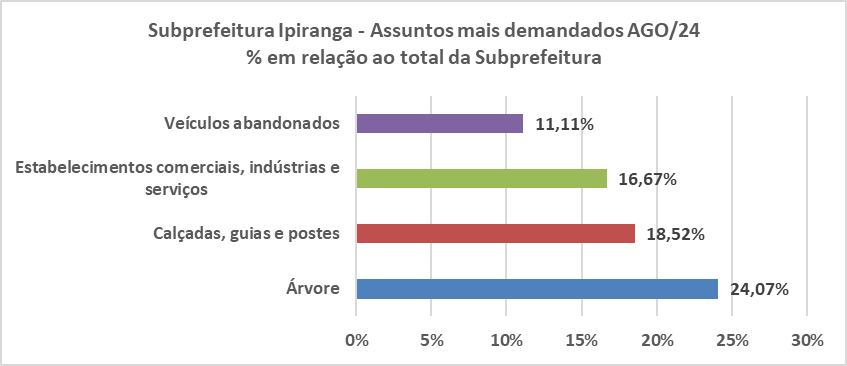 Subprefeitura Ipiranga - Assuntos mais demandados AGO/24
% em relação ao total da Subprefeitura
Veículos abandonados
11,11%
Estabelecimentos comerciais, indústrias e
serviços
16,67%
Calçadas, guias e postes
18,52%
Árvore
24,07%
0% 5% 10% 15% 20% 25% 30%